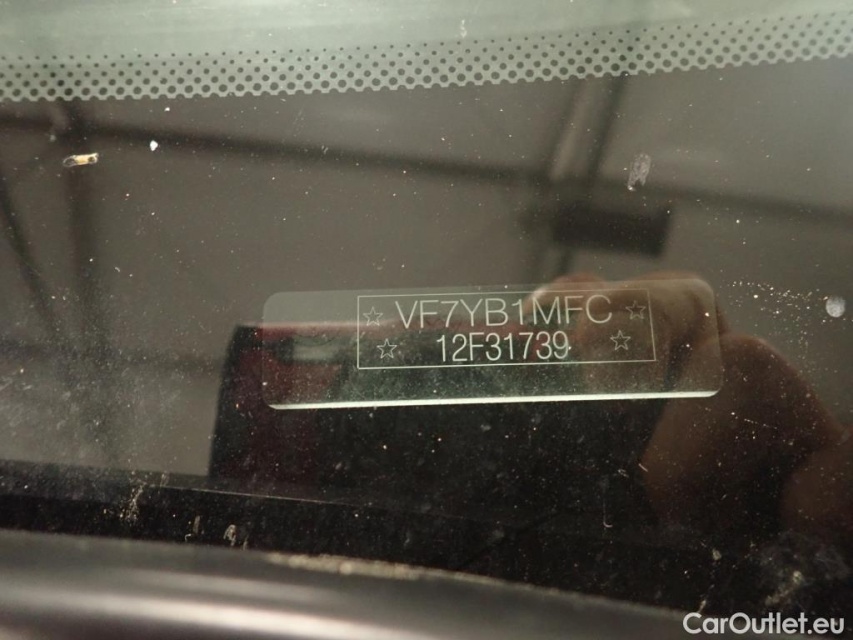 ☆ VF7YB1MFC ☆
☆ 12F31739 ☆
CarOutlet.eu